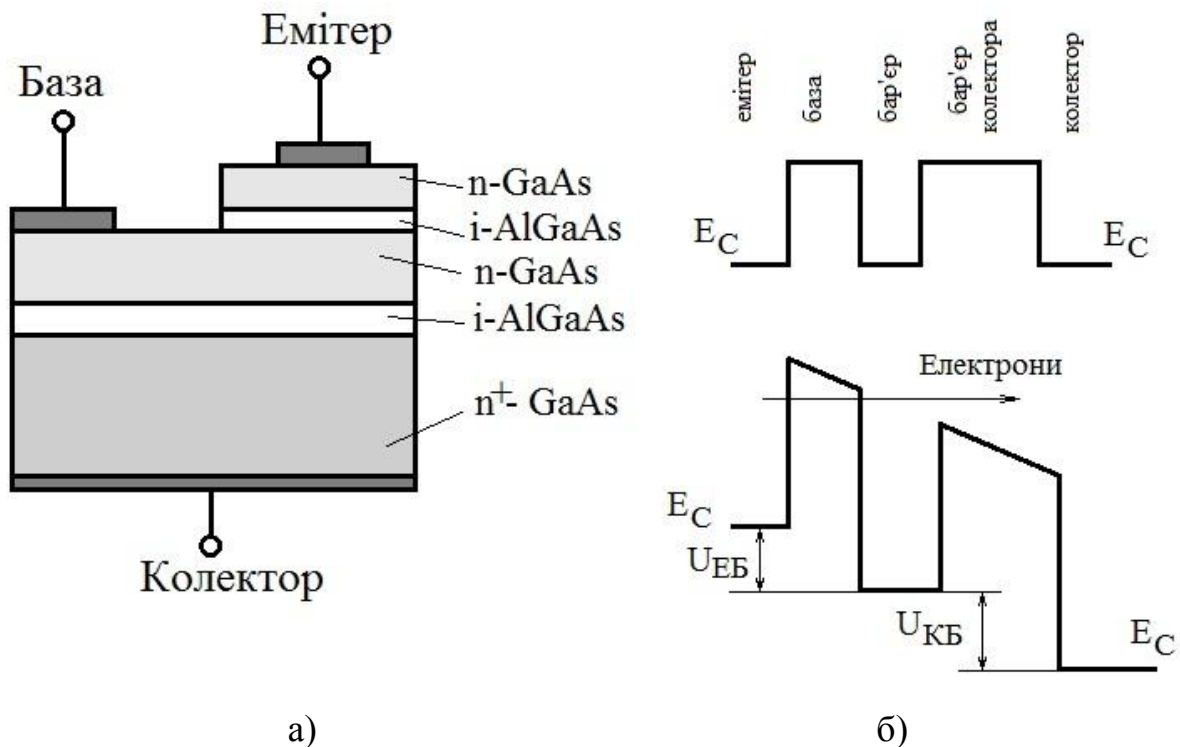 Емітер
База
n-GaAs
i-AlGaAs
n-GaAs
i-AlGaAs
n+- GaAs
Колектор
а)
емітер
база
бар'єр
бар'єр
колектора
колектор
EC
EC
Електрони
EC
UЕБ
UКБ
EC
б)